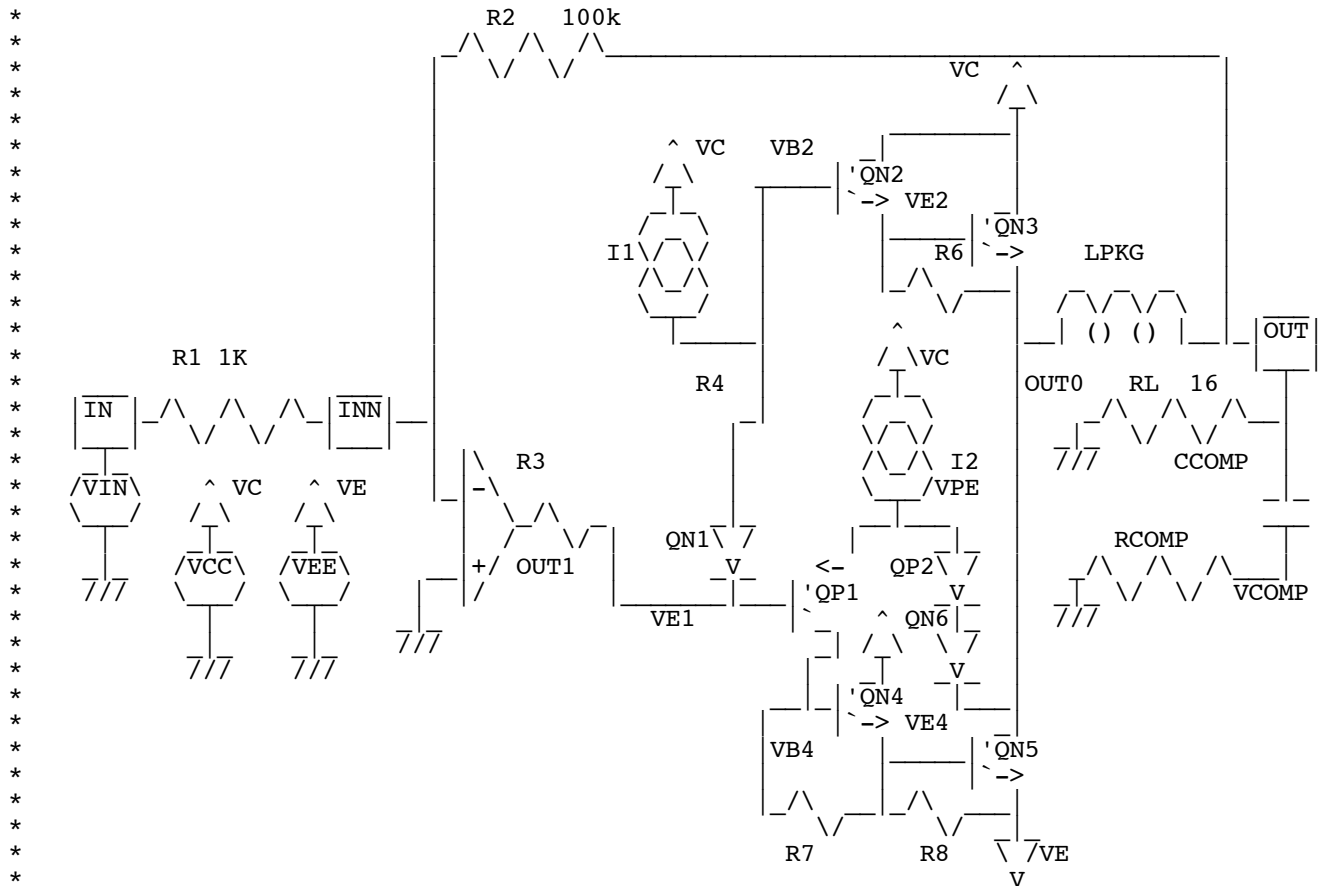 R2 100k
VC
VC VB2
QN2
VE2
QN3
I1 R6 LPKG
OUT
R1 1K VC
R4 OUT0 RL 16
IN INN
R3 I2 CCOMP
VIN VC VE VPE
QN1 RCOMP
VCC VEE OUT1 QP2
QP1 VCOMP
VE1 QN6
QN4
VE4
VB4 QN5
R7 R8 VE